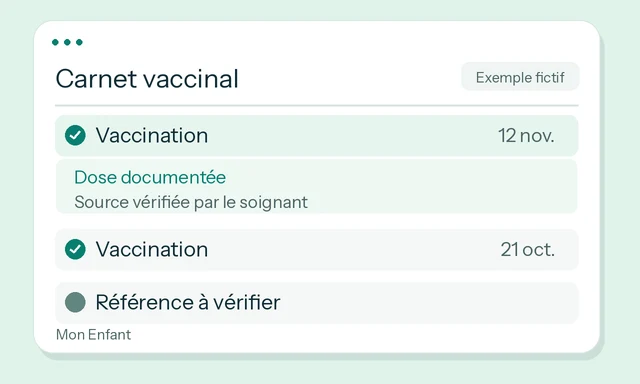 Carnet vaccinal
Exemple fictif
Vaccination
12 nov.
Dose documentée
Source vérifiée par le soignant
Vaccination
21 oct.
Référence à vérifier
Mon Enfant